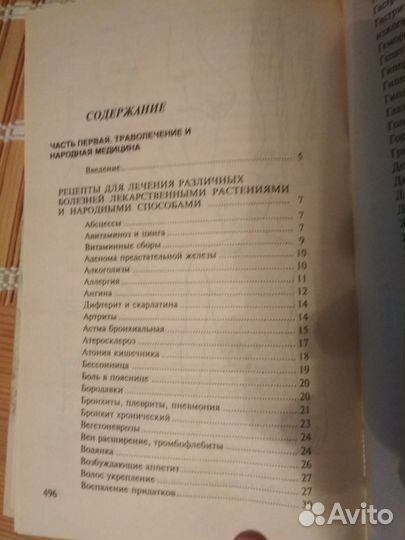 СОДЕРЖАНИЕ
ЧАСТЬ ПЕРВАЯ. ТРАВОЛЕЧЕНИЕ И
НАРОДНАЯ МЕДИЦИНА
Введение 5
РЕЦЕПТЫ ДЛЯ ЛЕЧЕНИЯ РАЗЛИЧНЫХ
БОЛЕЗНЕЙ ЛЕКАРСТВЕННЫМИ РАСТЕНИЯМИ
И НАРОДНЫМИ СПОСОБАМИ 7
Абсцессы 7
Авитаминоз и цинга 7
Витаминные сборы 9
Аденома предстательной железы 10
Алкоголизм 10
Аллергия 11
Ангина 12
Дифтерит и скарлатина 14
Артриты 14
Астма бронхиальная 15
Атеросклероз 17
Атония кишечника 18
Бессонница 19
Боль в пояснице 20
Бородавки 20
Бронхиты, плевриты, пневмония 21
Бронхит хронический 23
Вегетоневрозы 24
Вен расширение, тромбофлебиты 24
Водянка 26
Возбуждающие аппетит 27
Волос укрепление 27
Воспаление придатков 30
496
Avito